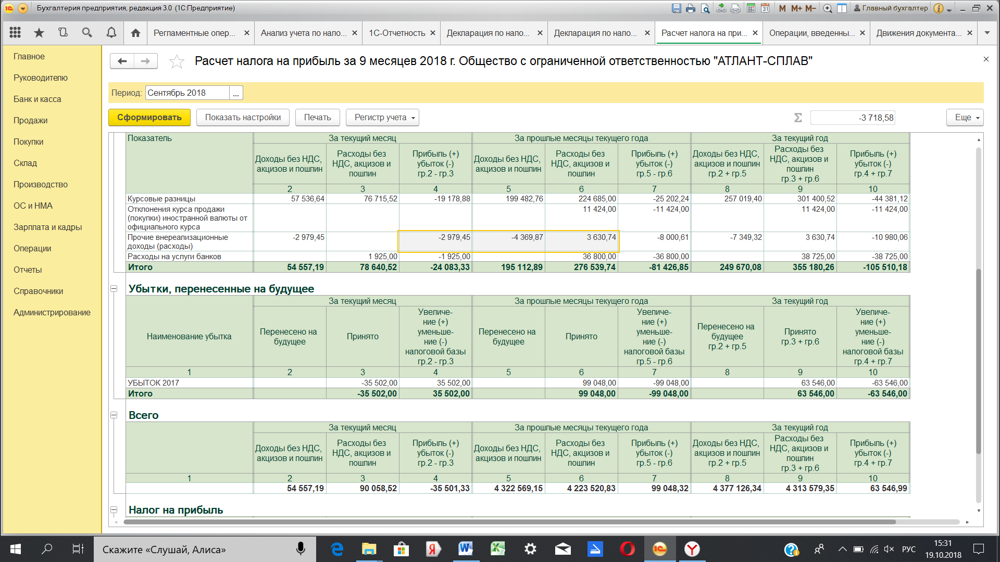 Бухгалтерия предприятия, редакция 3.0 (1С:Предприятие)
M M+ M- Главный бухгалтер
Регламентные опер... Анализ учета по нало... 1С-Отчетность Декларация по нало... Декларация по нало... Расчет налога на при... Операции, введенны... Движения документа...
Главное
Руководителю
Банк и касса
Продажи
Покупки
Склад
Производство
ОС и НМА
Зарплата и кадры
Операции
Отчеты
Справочники
Администрирование
Расчет налога на прибыль за 9 месяцев 2018 г. Общество с ограниченной ответственностью "АТЛАНТ-СПЛАВ"
Период: Сентябрь 2018 ...
Сформировать Показать настройки Печать Регистр учета Σ -3 718,58 Еще
Показатель За текущий месяц За прошлые месяцы текущего года За текущий год
Доходы без НДС, акцизов и пошлин Расходы без НДС, акцизов и пошлин Прибыль (+) убыток (-) гр.2 - гр.3 Доходы без НДС, акцизов и пошлин Расходы без НДС, акцизов и пошлин Прибыль (+) убыток (-) гр.5 - гр.6 Доходы без НДС, акцизов и пошлин гр.2 + гр.5 Расходы без НДС, акцизов и пошлин гр.3 + гр.6 Прибыль (+) убыток (-) гр.4 + гр.7
2 3 4 5 6 7 8 9 10
Курсовые разницы 57 536,64 76 715,52 -19 178,88 199 482,76 224 685,00 -25 202,24 257 019,40 301 400,52 -44 381,12
Отклонения курса продажи (покупки) иностранной валюты от официального курса 11 424,00 -11 424,00 11 424,00 -11 424,00
Прочие внереализационные доходы (расходы) -2 979,45 -2 979,45 -4 369,87 3 630,74 -8 000,61 -7 349,32 3 630,74 -10 980,06
Расходы на услуги банков 1 925,00 -1 925,00 36 800,00 -36 800,00 38 725,00 -38 725,00
Итого 54 557,19 78 640,52 -24 083,33 195 112,89 276 539,74 -81 426,85 249 670,08 355 180,26 -105 510,18
Убытки, перенесенные на будущее
За текущий месяц За прошлые месяцы текущего года За текущий год
Наименование убытка Перенесено на будущее Принято Увеличе- ние (+) уменьше- ние (-) налоговой базы гр.2 - гр.3 Перенесено на будущее Принято Увеличе- ние (+) уменьше- ние (-) налоговой базы гр.5 - гр.6 Перенесено на будущее гр.2 + гр.5 Принято гр.3 + гр.6 Увеличе- ние (+) уменьше- ние (-) налоговой базы гр.4 + гр.7
1 2 3 4 5 6 7 8 9 10
УБЫТОК 2017 -35 502,00 35 502,00 99 048,00 -99 048,00 63 546,00 -63 546,00
Итого -35 502,00 35 502,00 99 048,00 -99 048,00 63 546,00 -63 546,00
Всего
За текущий месяц За прошлые месяцы текущего года За текущий год
Доходы без НДС, акцизов и пошлин Расходы без НДС, акцизов и пошлин Прибыль (+) убыток (-) гр.2 - гр.3 Доходы без НДС, акцизов и пошлин Расходы без НДС, акцизов и пошлин Прибыль (+) убыток (-) гр.5 - гр.6 Доходы без НДС, акцизов и пошлин гр.2 + гр.5 Расходы без НДС, акцизов и пошлин гр.3 + гр.6 Прибыль (+) убыток (-) гр.4 + гр.7
1 2 3 4 5 6 7 8 9 10
54 557,19 90 058,52 -35 501,33 4 322 569,15 4 223 520,83 99 048,32 4 377 126,34 4 313 579,35 63 546,99
Налог на прибыль
Скажите «Слушай, Алиса» РУС 15:31
19.10.2018